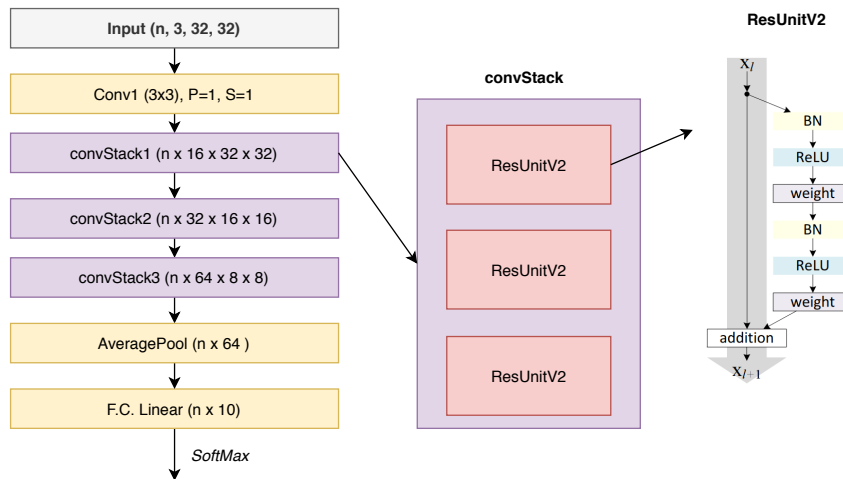 Input (n, 3, 32, 32)
Conv1 (3x3), P=1, S=1
convStack1 (n x 16 x 32 x 32)
convStack2 (n x 32 x 16 x 16)
convStack3 (n x 64 x 8 x 8)
AveragePool (n x 64 )
F.C. Linear (n x 10)
SoftMax
convStack
ResUnitV2
ResUnitV2
ResUnitV2
ResUnitV2
x_l
BN
ReLU
weight
BN
ReLU
weight
addition
x_{l+1}